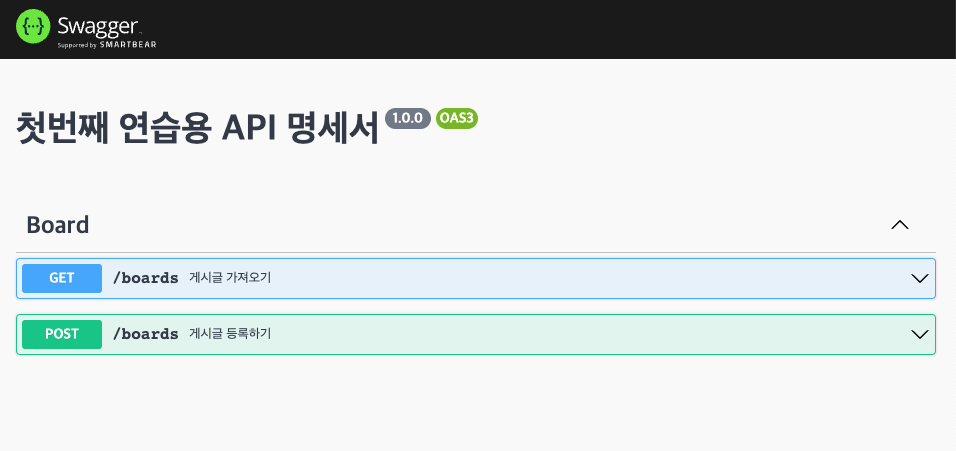 Swagger
Supported by SMARTBEAR
첫번째 연습용 API 명세서 1.0.0 OAS3
Board
GET /boards 게시글 가져오기
POST /boards 게시글 등록하기